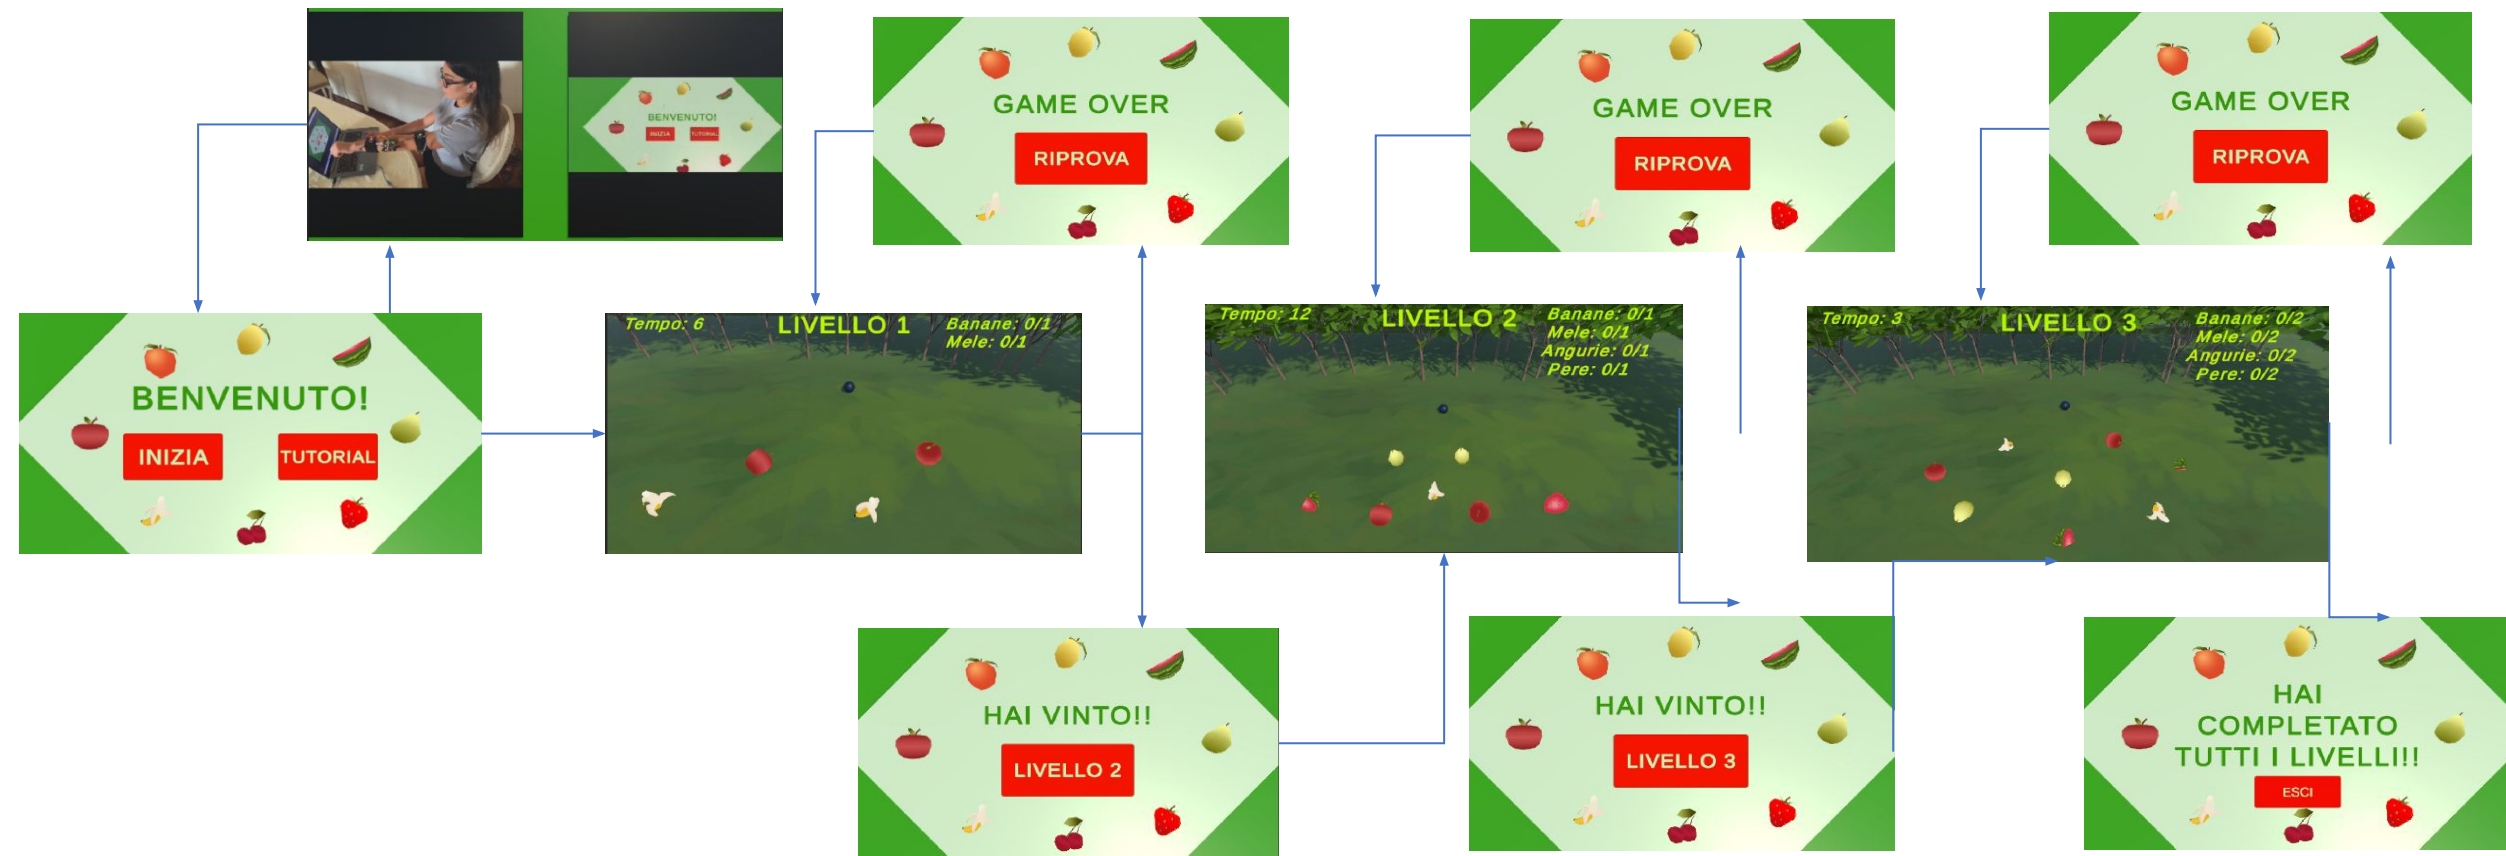 BENVENUTO!
INIZIA
TUTORIAL
GAME OVER
RIPROVA
GAME OVER
RIPROVA
GAME OVER
RIPROVA
BENVENUTO!
INIZIA
TUTORIAL
Tempo: 6
LIVELLO 1
Banane: 0/1
Mele: 0/1
Tempo: 12
LIVELLO 2
Banane: 0/1
Mele: 0/1
Angurie: 0/1
Pere: 0/1
Tempo: 3
LIVELLO 3
Banane: 0/2
Mele: 0/2
Angurie: 0/2
Pere: 0/2
HAI VINTO!!
LIVELLO 2
HAI VINTO!!
LIVELLO 3
HAI
COMPLETATO
TUTTI I LIVELLI!!
ESCI